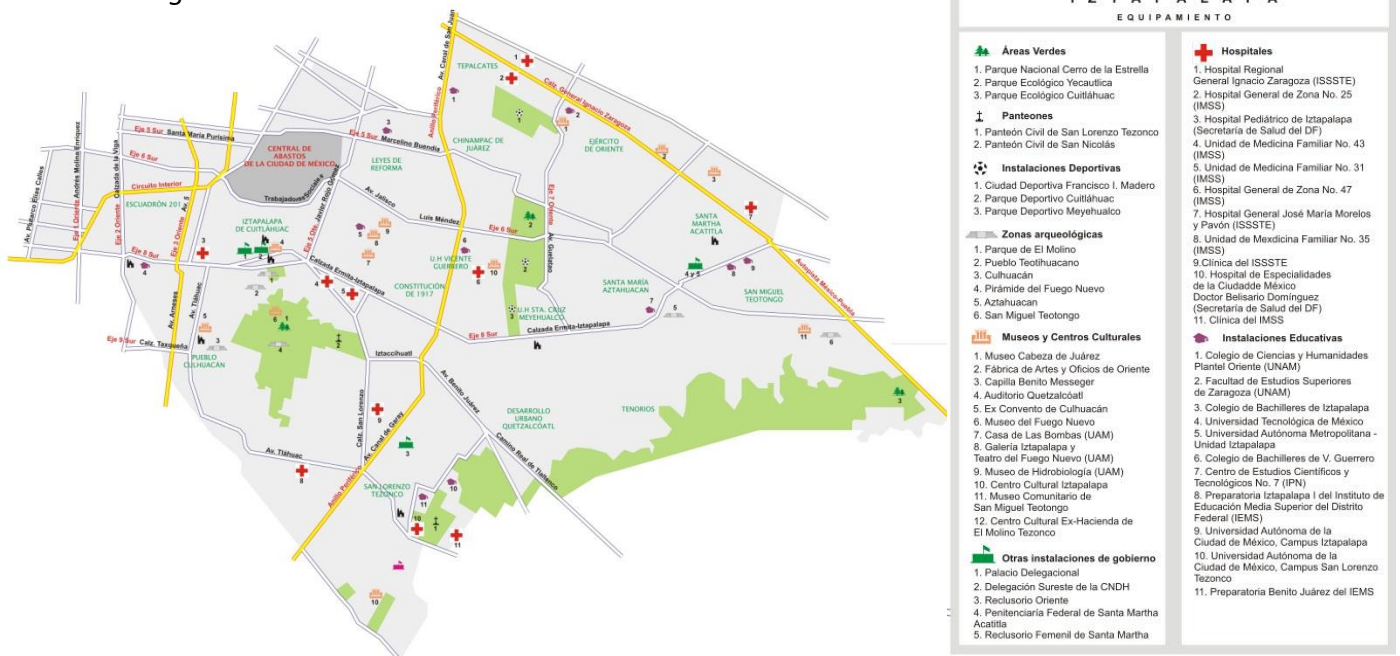 I Z T A P A L A P A
EQUIPAMIENTO
Áreas Verdes
1. Parque Nacional Cerro de la Estrella
2. Parque Ecológico Yecautlica
3. Parque Ecológico Cuitláhuac
Panteones
1. Panteón Civil de San Lorenzo Tezonco
2. Panteón Civil de San Nicolás
Instalaciones Deportivas
1. Ciudad Deportiva Francisco I. Madero
2. Parque Deportivo Cuitláhuac
3. Parque Deportivo Meyehualco
Zonas arqueológicas
1. Parque de El Molino
2. Pueblo Teotihuacano
3. Culhuacán
4. Pirámide del Fuego Nuevo
5. Aztahuacan
6. San Miguel Teotongo
Museos y Centros Culturales
1. Museo Cabeza de Juárez
2. Fábrica de Artes y Oficios de Oriente
3. Capilla Benito Messeger
4. Auditorio Quetzalcóatl
5. Ex Convento de Culhuacán
6. Museo del Fuego Nuevo
7. Casa de Las Bombas (UAM)
8. Galería Iztapalapa y
Teatro del Fuego Nuevo (UAM)
9. Museo de Hidrobiología (UAM)
10. Centro Cultural Iztapalapa
11. Museo Comunitario de
San Miguel Teotongo
12. Centro Cultural Ex-Hacienda de
El Molino Tezonco
Otras instalaciones de gobierno
1. Palacio Delegacional
2. Delegación Sureste de la CNDH
3. Reclusorio Oriente
4. Penitenciaría Federal de Santa Martha
Acatitla
5. Reclusorio Femenil de Santa Martha
Hospitales
1. Hospital Regional
General Ignacio Zaragoza (ISSSTE)
2. Hospital General de Zona No. 25
(IMSS)
3. Hospital Pediátrico de Iztapalapa
(Secretaría de Salud del DF)
4. Unidad de Medicina Familiar No. 43
(IMSS)
5. Unidad de Medicina Familiar No. 31
(IMSS)
6. Hospital General de Zona No. 47
(IMSS)
7. Hospital General José María Morelos
y Pavón (ISSSTE)
8. Unidad de Mexdicina Familiar No. 35
(IMSS)
9.Clínica del ISSSTE
10. Hospital de Especialidades
de la Ciudadde México
Doctor Belisario Domínguez
(Secretaría de Salud del DF)
11. Clínica del IMSS
Instalaciones Educativas
1. Colegio de Ciencias y Humanidades
Plantel Oriente (UNAM)
2. Facultad de Estudios Superiores
de Zaragoza (UNAM)
3. Colegio de Bachilleres de Iztapalapa
4. Universidad Tecnológica de México
5. Universidad Autónoma Metropolitana -
Unidad Iztapalapa
6. Colegio de Bachilleres de V. Guerrero
7. Centro de Estudios Científicos y
Tecnológicos No. 7 (IPN)
8. Preparatoria Iztapalapa I del Instituto de
Educación Media Superior del Distrito
Federal (IEMS)
9. Universidad Autónoma de la
Ciudad de México, Campus Iztapalapa
10. Universidad Autónoma de la
Ciudad de México, Campus San Lorenzo
Tezonco
11. Preparatoria Benito Juárez del IEMS
TEPALCATES
Av. Canal de San Juan
Anillo Periférico
Calz. General Ignacio Zaragoza
CHINAMPAC DE
JUÁREZ
EJÉRCITO
DE ORIENTE
Eje 5 Sur Santa María Purísima
Eje 5 Sur Marcelino Buendía
Eje 6 Sur
CENTRAL DE
ABASTOS
DE LA CIUDAD DE MÉXICO
LEYES DE
REFORMA
Circuito Interior
Trabajadores Sociales
Av. Plutarco Elías Calles
Eje 1 Oriente Andrés Molina Enríquez
Eje 2 Oriente Calzada de la Viga
Eje 3 Oriente Av. 5
Eje 5 Ote. Javier Rojo Gómez
Av. Jalisco
Luis Méndez
Eje 6 Sur
Eje 7 Oriente
Av. Guelatao
ESCUADRÓN 201
IZTAPALAPA
DE CUITLÁHUAC
SANTA
MARTHA
ACATITLA
Eje 8 Sur
Calzada Ermita-Iztapalapa
U.H VICENTE
GUERRERO
CONSTITUCIÓN
DE 1917
SANTA MARÍA
AZTAHUACAN
SAN MIGUEL
TEOTONGO
4 y 5
Autopista México-Puebla
U.H STA. CRUZ
MEYEHUALCO
Eje 8 Sur Calzada Ermita-Iztapalapa
Av. Arneses
Av. Tláhuac
Eje 9 Sur Calz. Taxqueña
PUEBLO
CULHUACÁN
Iztaccíhuatl
Av. Benito Juárez
DESARROLLO
URBANO
QUETZALCÓATL
TENORIOS
Calz. San Lorenzo
Av. Canal de Garay
Anillo Periférico
Camino Real de Tlaltenco
Av. Tláhuac
SAN LORENZO
TEZONCO